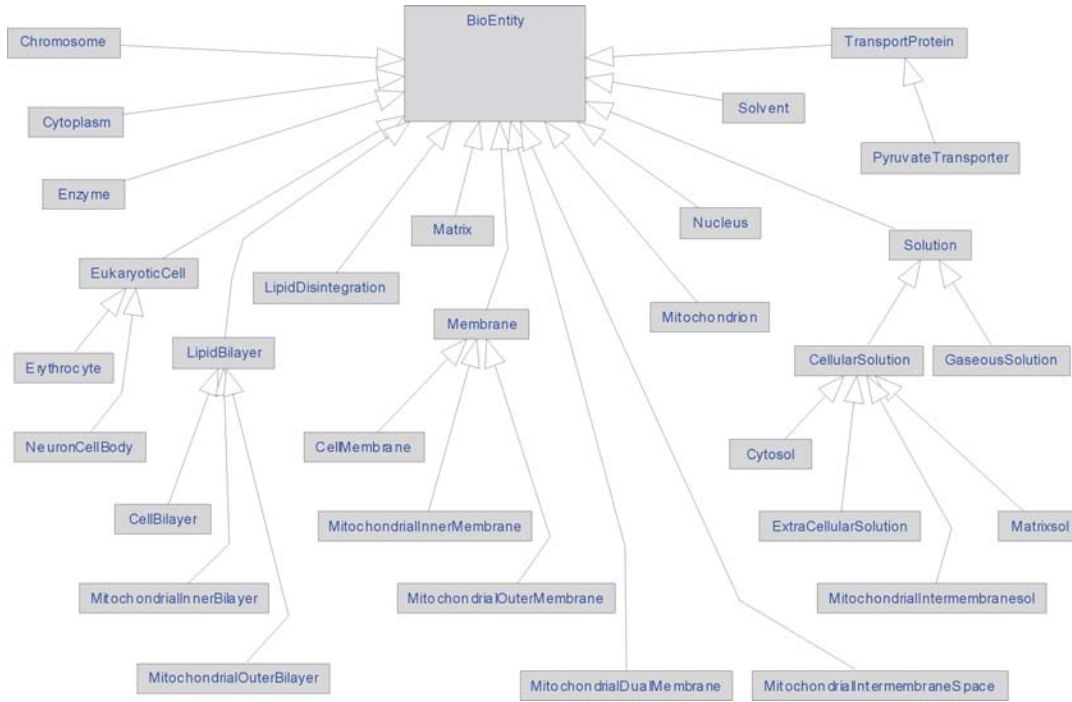 BioEntity
Chromosome
TransportProtein
Solvent
Cytoplasm
PyruvateTransporter
Enzyme
Nucleus
Matrix
Solution
EukaryoticCell
LipidDisintegration
Mitochondrion
Membrane
LipidBilayer
CellularSolution
GaseousSolution
Erythrocyte
NeuronCellBody
CellMembrane
Cytosol
CellBilayer
MitochondrialInnerMembrane
ExtraCellularSolution
Matrixsol
MitochondrialInnerBilayer
MitochondrialOuterMembrane
MitochondrialIntermembranesol
MitochondrialOuterBilayer
MitochondrialDualMembrane
MitochondrialIntermembraneSpace